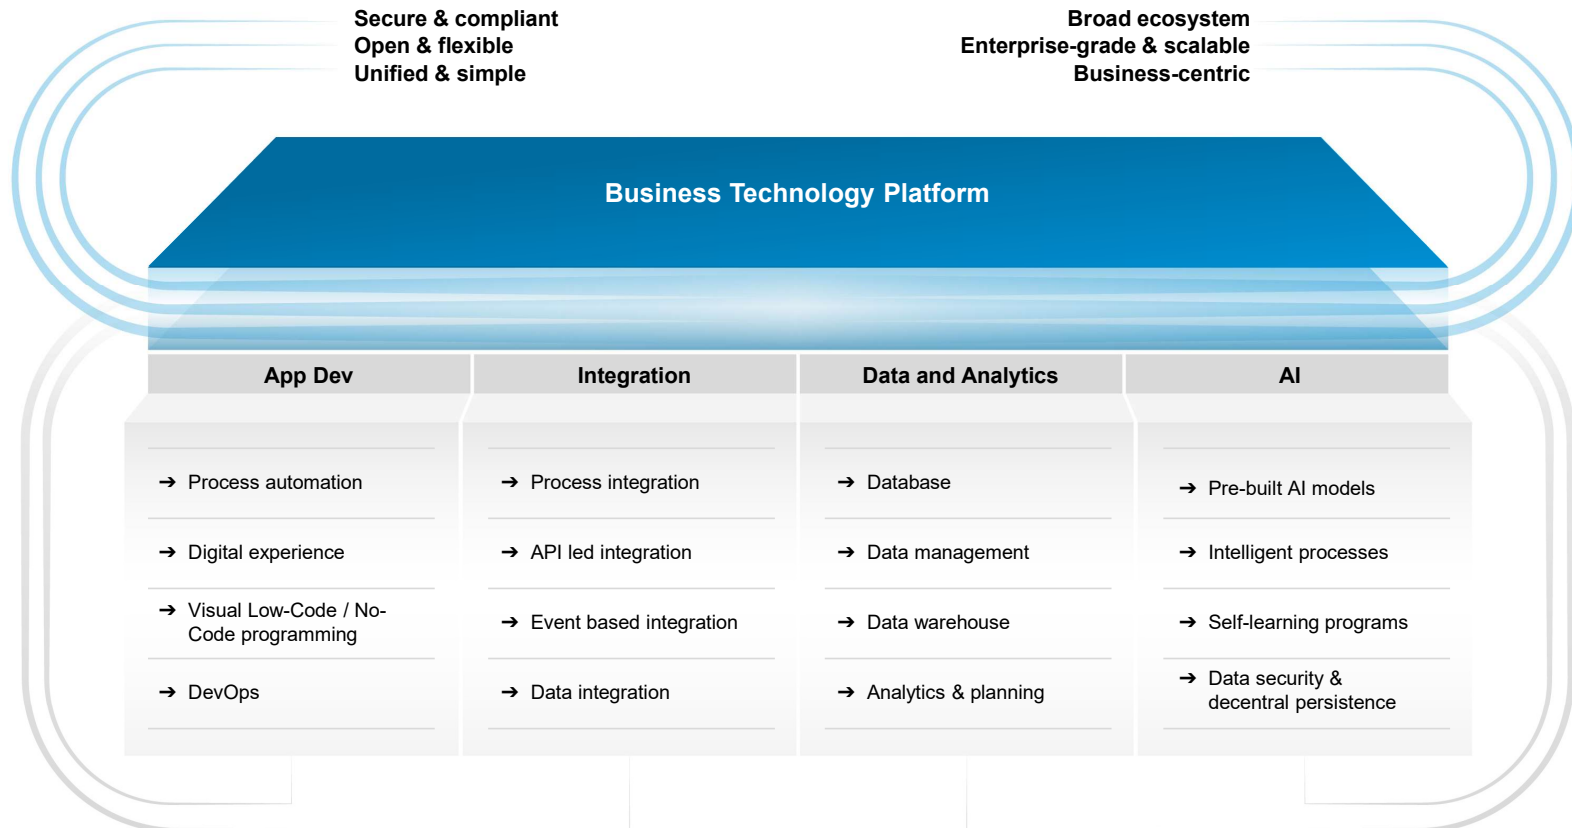 Secure & compliant
Open & flexible
Unified & simple
Broad ecosystem
Enterprise-grade & scalable
Business-centric
Business Technology Platform
App Dev
Integration
Data and Analytics
AI
➔ Process automation
➔ Digital experience
➔ Visual Low-Code / No-
Code programming
➔ DevOps
➔ Process integration
➔ API led integration
➔ Event based integration
➔ Data integration
➔ Database
➔ Data management
➔ Data warehouse
➔ Analytics & planning
➔ Pre-built AI models
➔ Intelligent processes
➔ Self-learning programs
➔ Data security &
decentral persistence